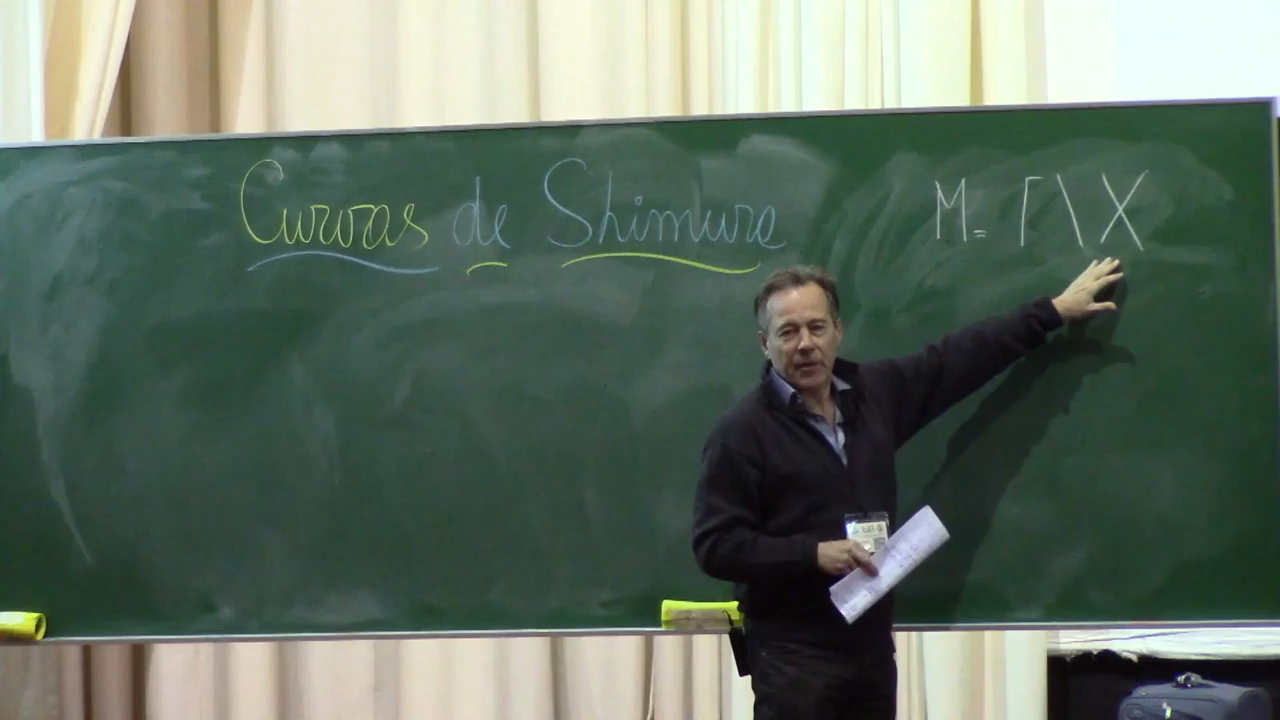 Curvas de Shimura
M = Γ \ X